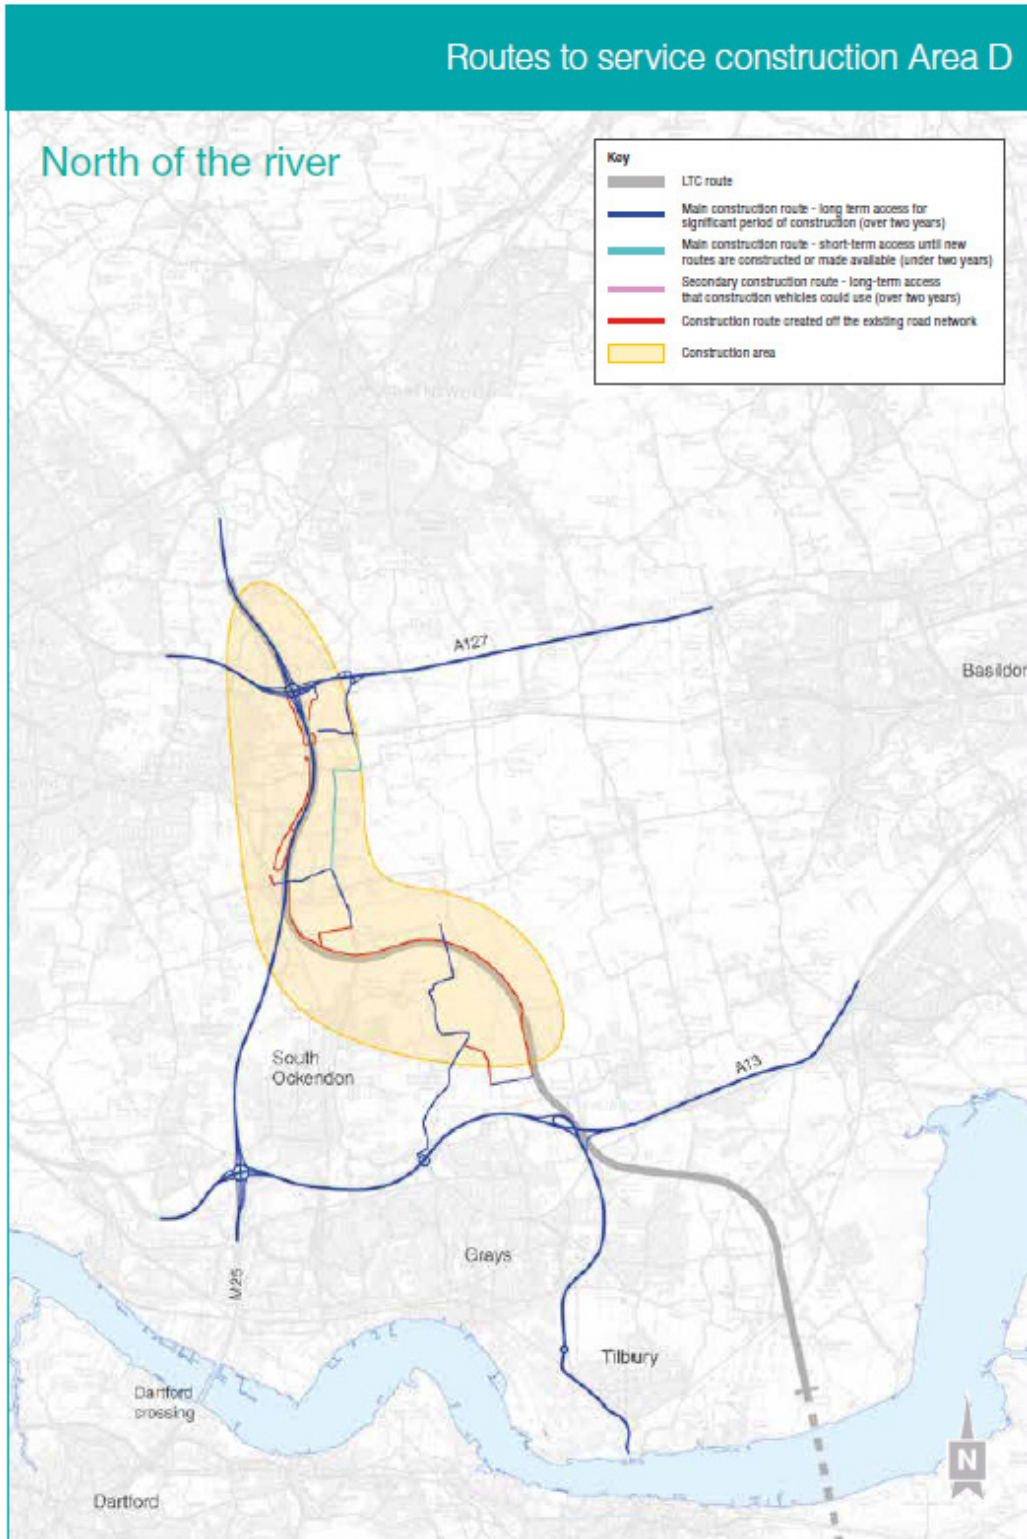 Routes to service construction Area D
North of the river
Key
LTC route
Main construction route - long term access for
significant period of construction (over two years)
Main construction route - short-term access until new
routes are constructed or made available (under two years)
Secondary construction route - long-term access
that construction vehicles could use (over two years)
Construction route created off the existing road network
Construction area
A127
Basildon
South
Ockendon
A13
M25
Grays
Tilbury
Dartford
crossing
N
Dartford